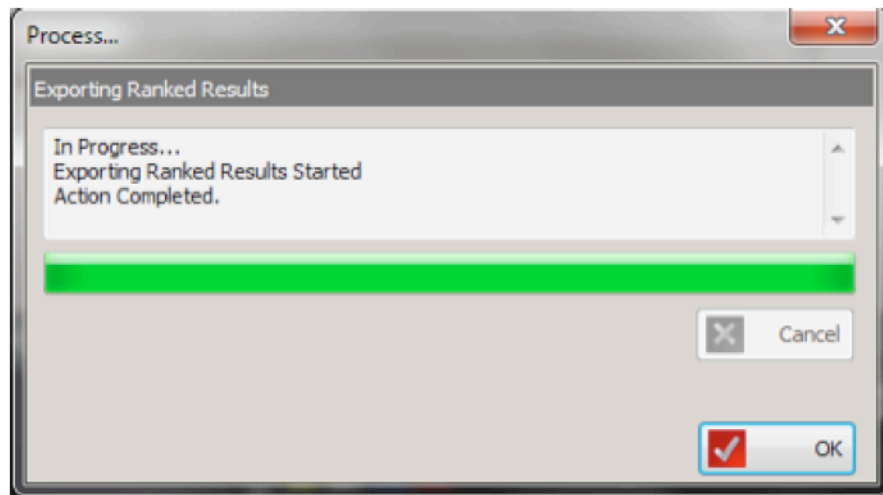 Process...
Exporting Ranked Results
In Progress...
Exporting Ranked Results Started
Action Completed.
Cancel
OK